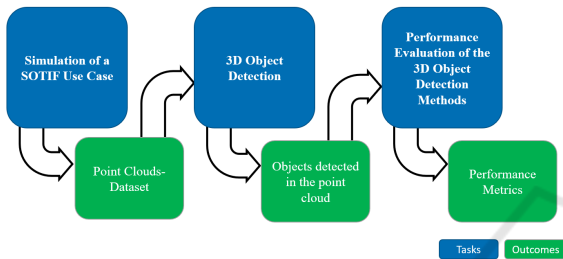 Simulation of a
SOTIF Use Case
3D Object
Detection
Performance
Evaluation of the
3D Object
Detection
Methods
Point Clouds-
Dataset
Objects detected
in the point
cloud
Performance
Metrics
Tasks
Outcomes